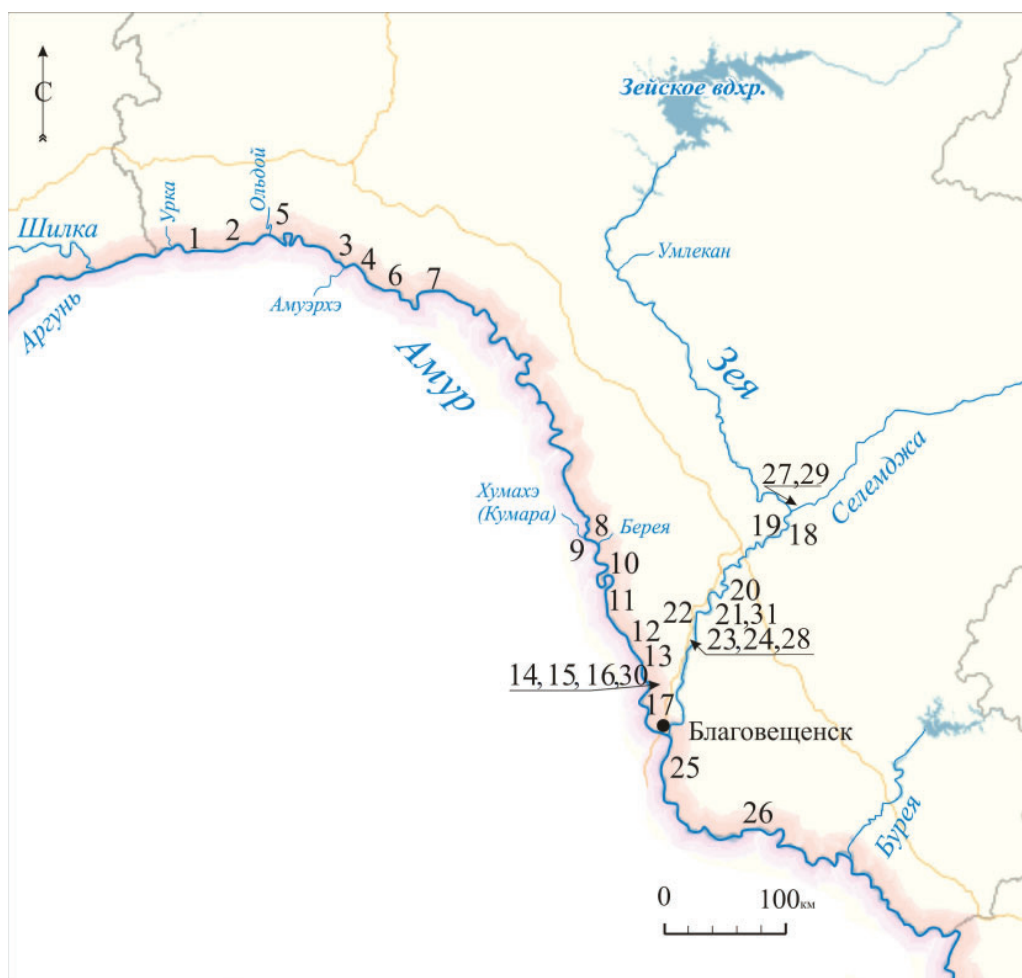 С
Зейское вдхр.
Шилка
Урка
1
2
Ольдой
5
3
4
6
7
Умлекан
Аргунь
Амуэрхэ
Амур
Зея
27,29
Селемджа
Хумахэ
(Кумара)
8
Берея
9
19
18
10
20
11
22
21,31
12
23,24,28
13
14, 15, 16,30
17
Благовещенск
25
26
Бурея
0
100км